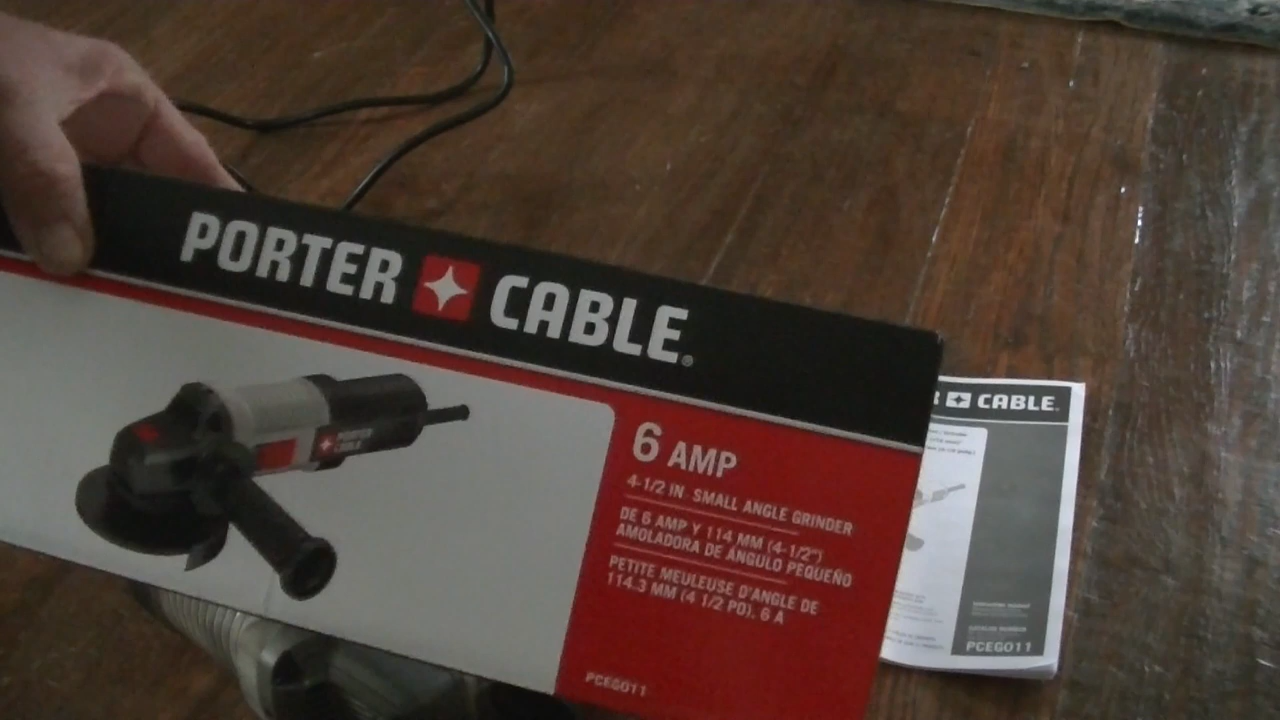 PORTER CABLE®
PORTER
CABLE
6 AMP
4-1/2 IN. SMALL ANGLE GRINDER
DE 6 AMP Y 114 MM (4-1/2")
AMOLADORA DE ÁNGULO PEQUEÑO
PETITE MEULEUSE D'ANGLE DE
114.3 MM (4 1/2 PO). 6 A
PCEG011
R CABLE.
PCEG011